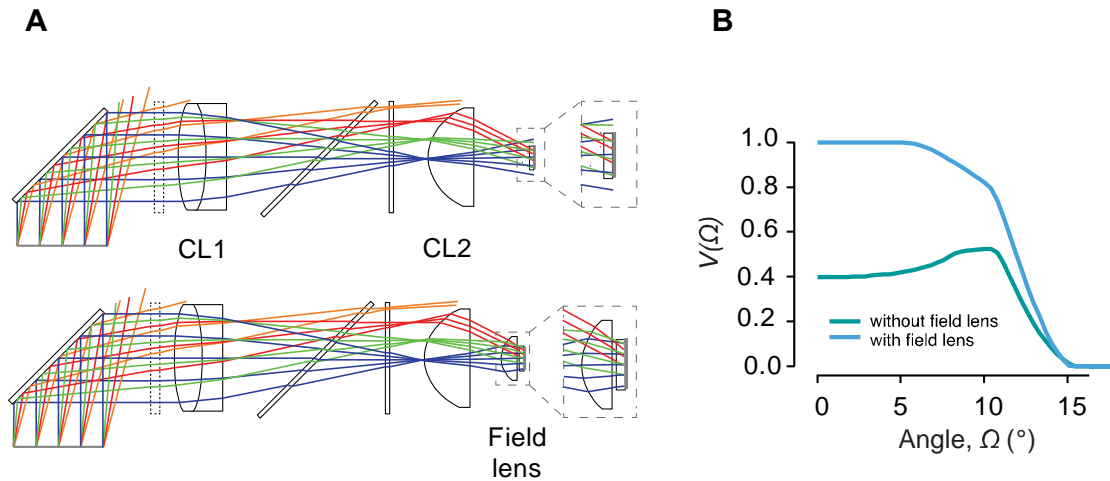 A
CL1
CL2
Field
lens
B
V(Ω)
1.0
0.8
0.6
0.4
0.2
0.0
without field lens
with field lens
0
5
10
15
Angle, Ω (°)